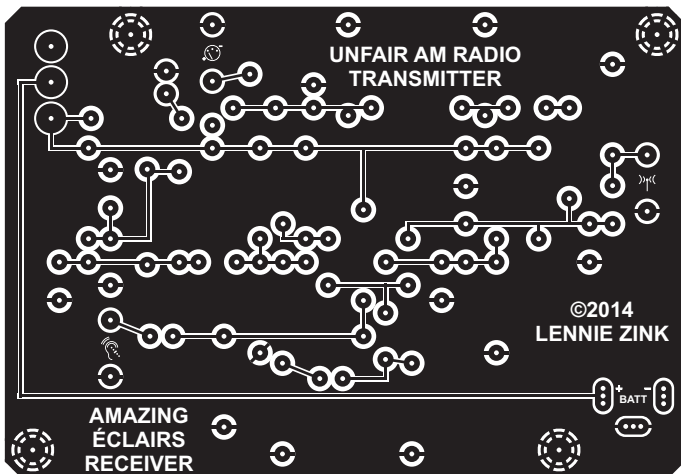 UNFAIR AM RADIO
TRANSMITTER
©2014
LENNIE ZINK
+ BATT -
AMAZING
ÉCLAIRS
RECEIVER